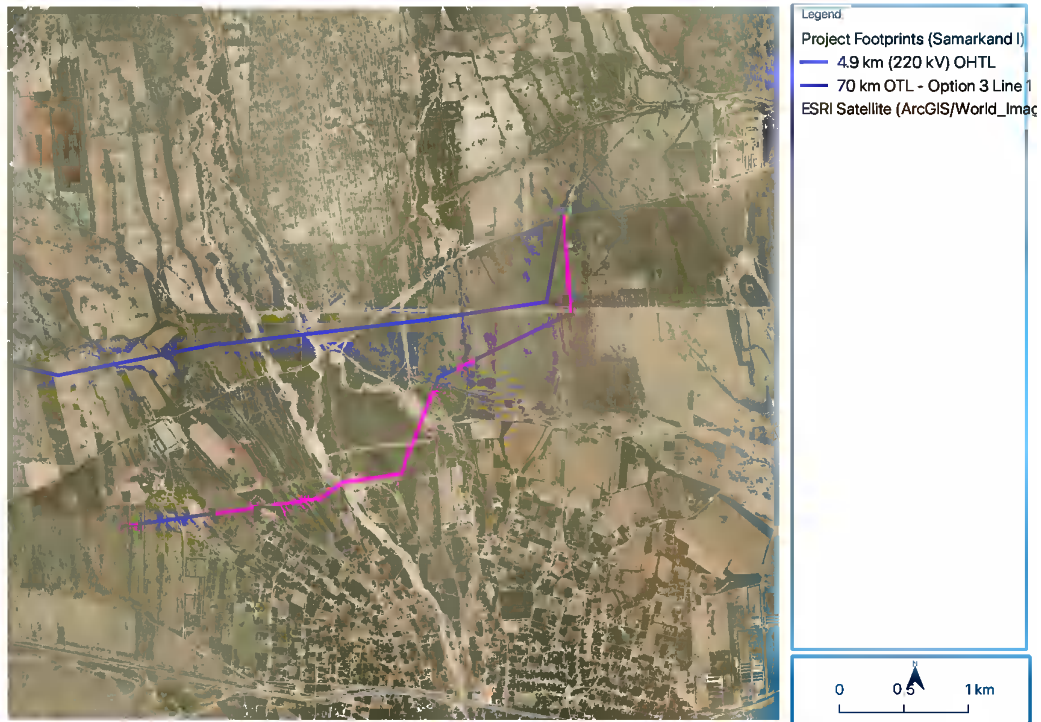 Legend
Project Footprints (Samarkand I)
4.9 km (220 kV) OHTL
70 km OTL - Option 3 Line 1
ESRI Satellite (ArcGIS/World_Imag
N
0 0.5 1 km